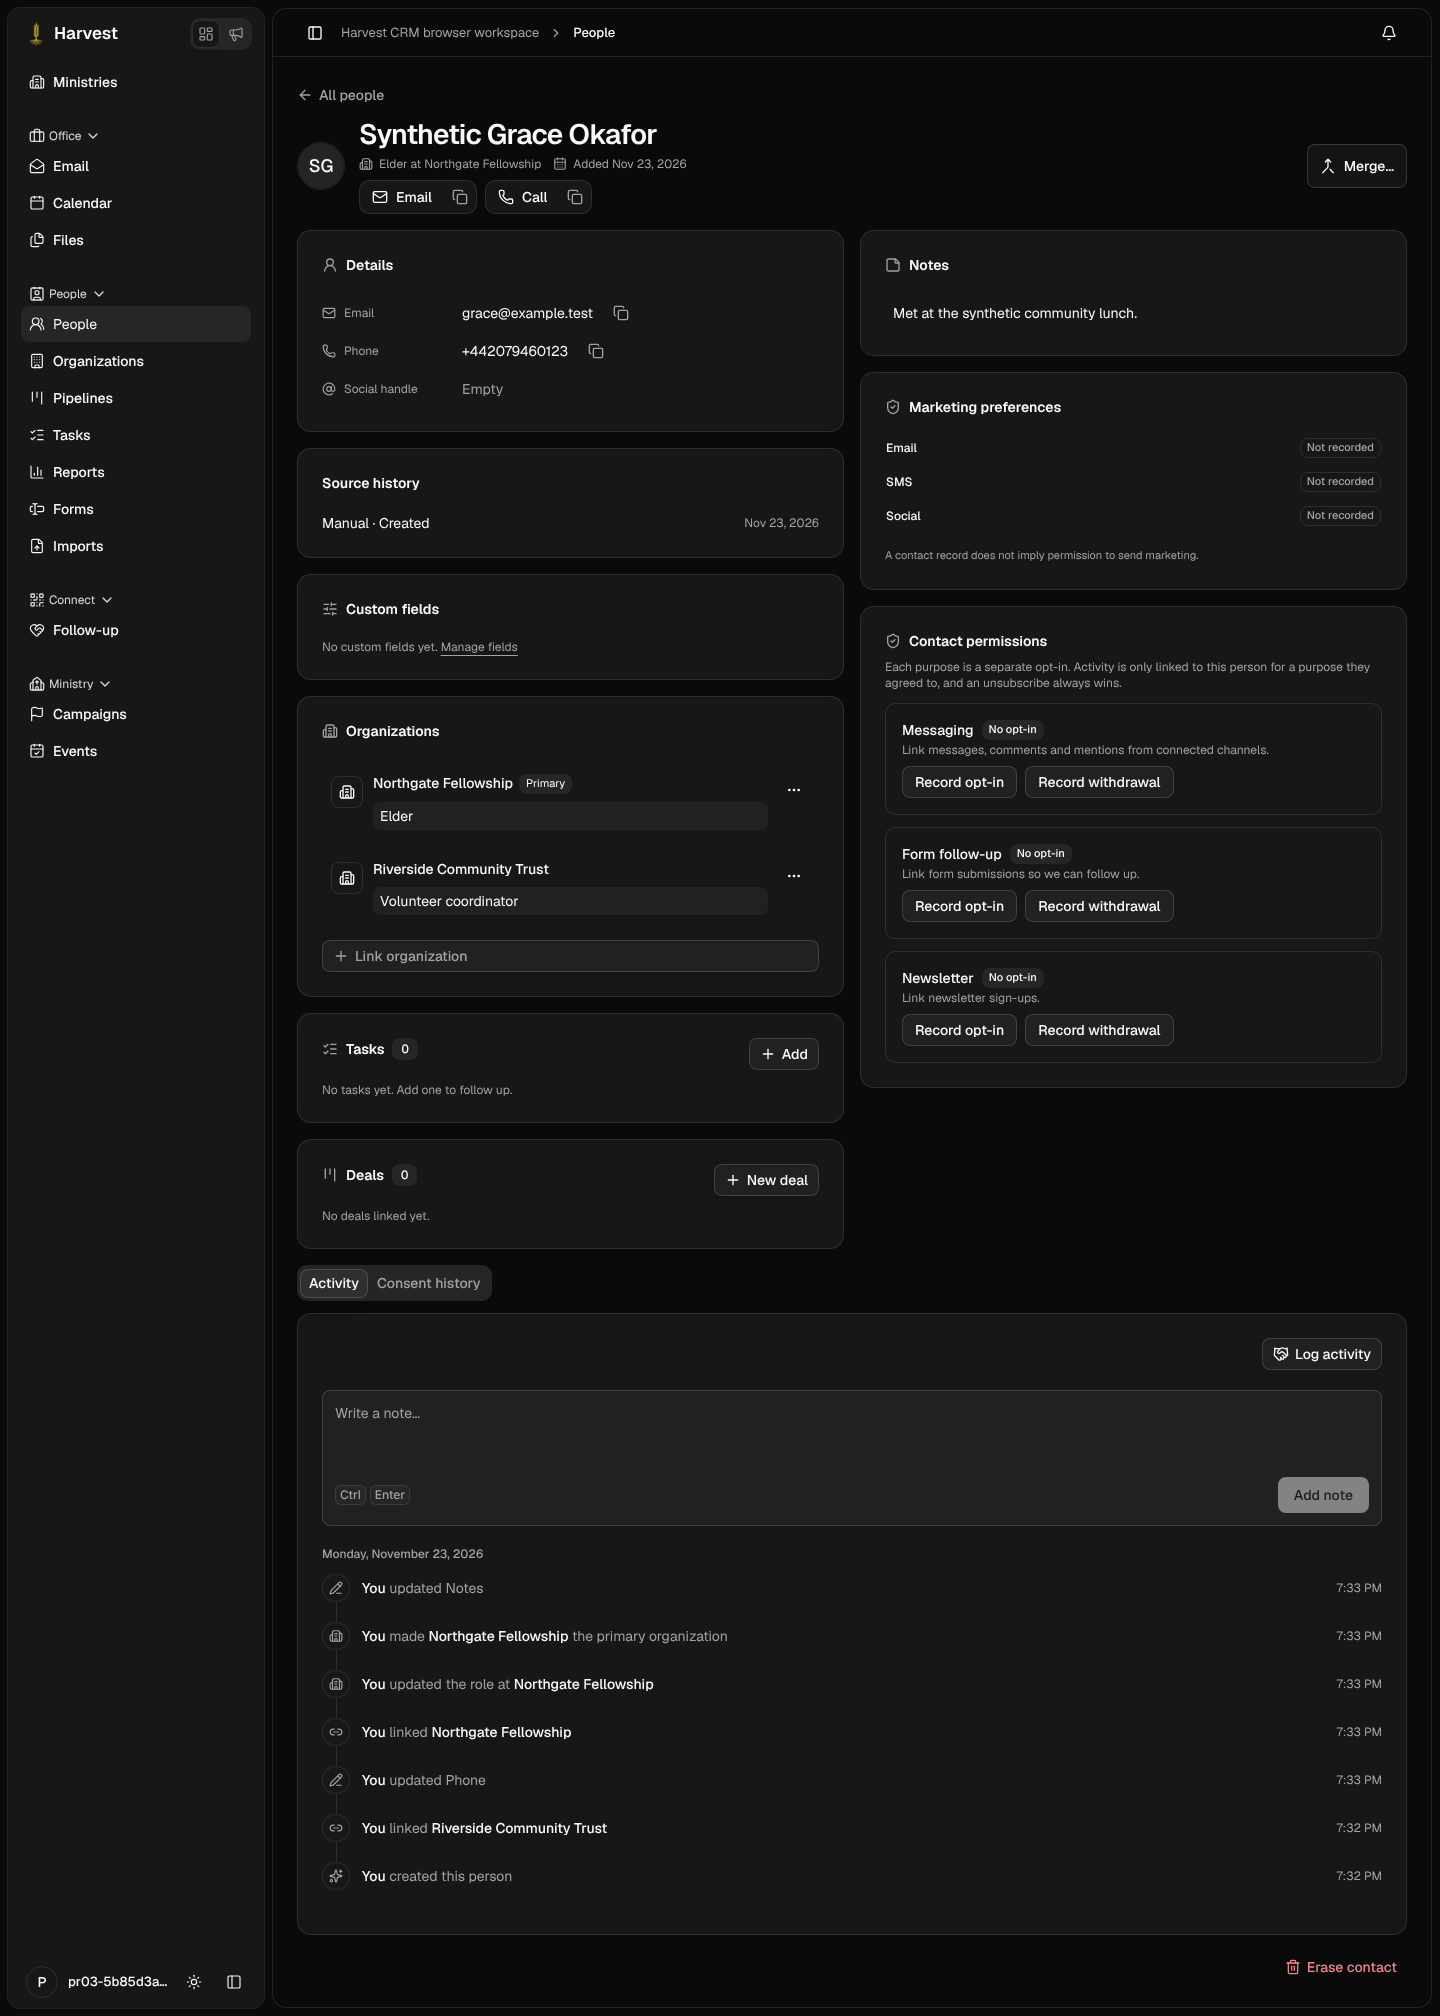 Harvest
Ministries
Office
Email
Calendar
Files
People
People
Organizations
Pipelines
Tasks
Reports
Forms
Imports
Connect
Follow-up
Ministry
Campaigns
Events
P pr03-5b85d3a...
Harvest CRM browser workspace > People
All people
SG
Synthetic Grace Okafor
Elder at Northgate Fellowship Added Nov 23, 2026
Email Call
Merge...
Details
Email grace@example.test
Phone +442079460123
Social handle Empty
Source history
Manual · Created Nov 23, 2026
Custom fields
No custom fields yet. Manage fields
Organizations
Northgate Fellowship Primary
Elder
Riverside Community Trust
Volunteer coordinator
Link organization
Tasks 0
Add
No tasks yet. Add one to follow up.
Deals 0
New deal
No deals linked yet.
Notes
Met at the synthetic community lunch.
Marketing preferences
Email Not recorded
SMS Not recorded
Social Not recorded
A contact record does not imply permission to send marketing.
Contact permissions
Each purpose is a separate opt-in. Activity is only linked to this person for a purpose they
agreed to, and an unsubscribe always wins.
Messaging No opt-in
Link messages, comments and mentions from connected channels.
Record opt-in Record withdrawal
Form follow-up No opt-in
Link form submissions so we can follow up.
Record opt-in Record withdrawal
Newsletter No opt-in
Link newsletter sign-ups.
Record opt-in Record withdrawal
Activity Consent history
Log activity
Write a note...
Ctrl Enter
Add note
Monday, November 23, 2026
You updated Notes 7:33 PM
You made Northgate Fellowship the primary organization 7:33 PM
You updated the role at Northgate Fellowship 7:33 PM
You linked Northgate Fellowship 7:33 PM
You updated Phone 7:33 PM
You linked Riverside Community Trust 7:32 PM
You created this person 7:32 PM
Erase contact